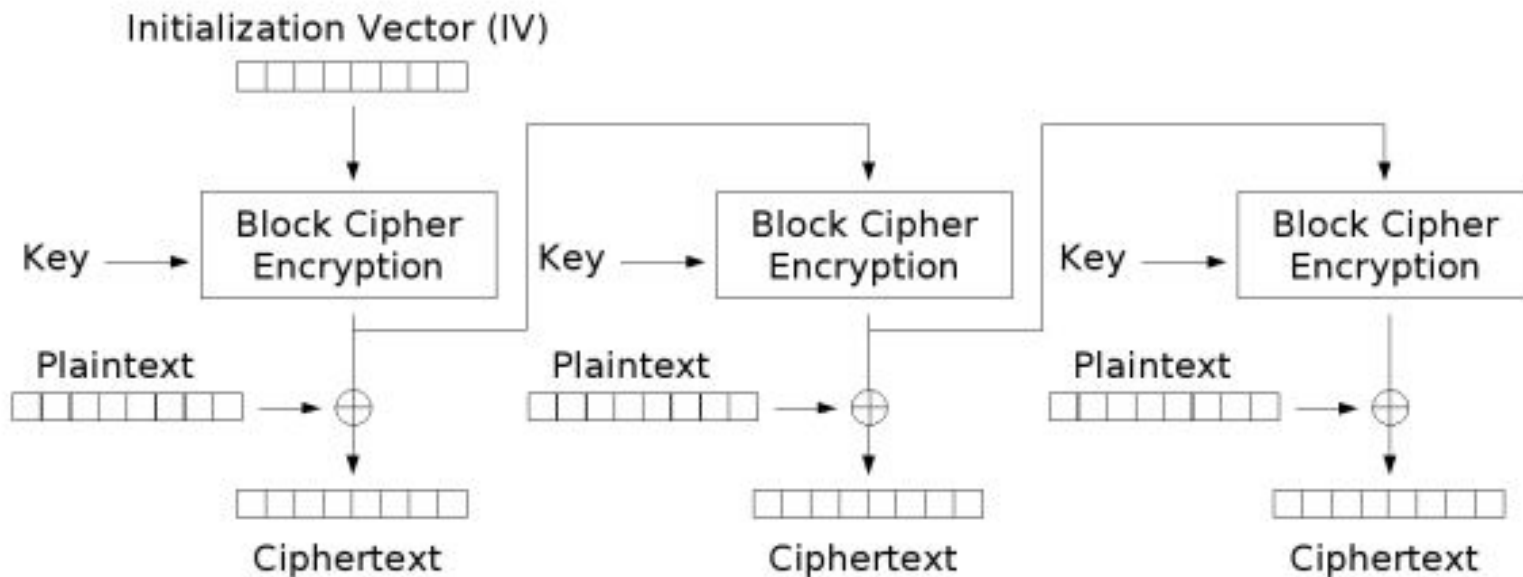 Initialization Vector (IV)
Block Cipher
Encryption
Block Cipher
Encryption
Block Cipher
Encryption
Key
Key
Key
Plaintext
Plaintext
Plaintext
Ciphertext
Ciphertext
Ciphertext